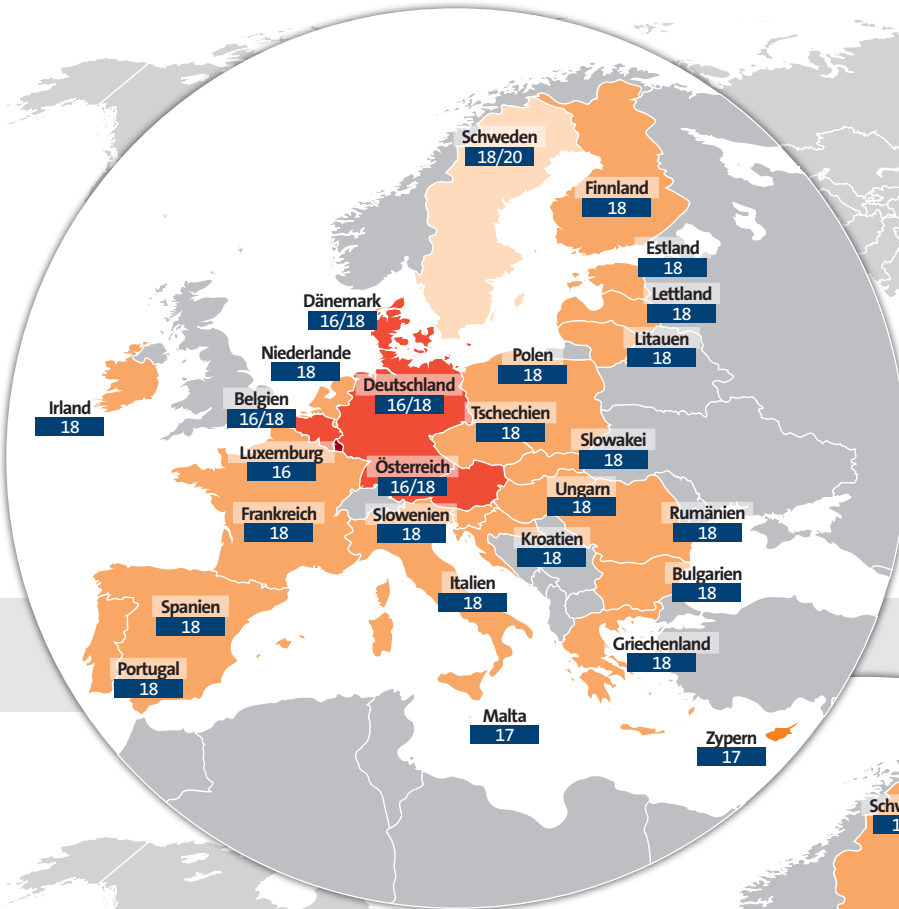 Schweden
18/20
Finnland
18
Estland
18
Lettland
18
Dänemark
16/18
Litauen
18
Niederlande
18
Polen
18
Deutschland
16/18
Belgien
16/18
Irland
18
Tschechien
18
Slowakei
18
Luxemburg
16
Österreich
16/18
Ungarn
18
Frankreich
18
Slowenien
18
Rumänien
18
Kroatien
18
Italien
18
Bulgarien
18
Spanien
18
Griechenland
18
Portugal
18
Malta
17
Zypern
17